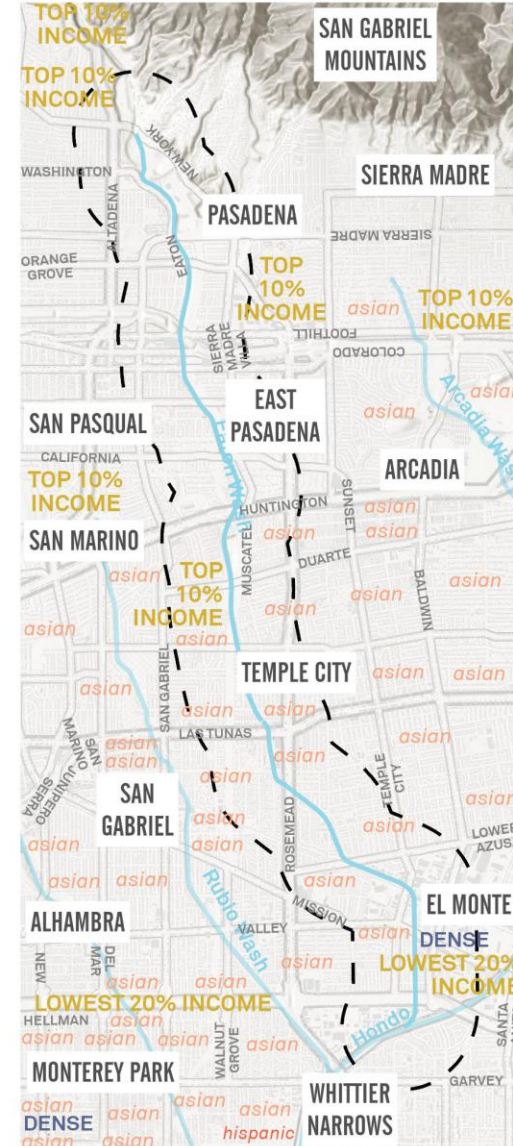 TOP 10%
INCOME
SAN GABRIEL
MOUNTAINS
TOP 10%
INCOME
NEW YORK
WASHINGTON
SIERRA MADRE
ALTADENA
PASADENA
SIERRA MADRE
EATON
ORANGE
GROVE
TOP
10%
INCOME
TOP 10%
INCOME
asian
FOOTHILL
COLORADO
SIERRA
MADRE
VILLA
asian
asian
Arcadia Wash
EAST
PASADENA
SAN PASQUAL
Eaton Wash
CALIFORNIA
ARCADIA
TOP 10%
INCOME
SUNSET
HUNTINGTON
asian
asian
SAN MARINO
asian
asian
MUSCATEL
DUARTE
asian
TOP
10%
INCOME
BALDWIN
asian
asian
asian
asian
asian
TEMPLE CITY
asian
asian
asian
SAN GABRIEL
asian
asian
LAS TUNAS
asian
SAN
MARINO
asian
asian
asian
asian
TEMPLE
CITY
JUNIPERO
SERRA
SAN
GABRIEL
asian
asian
ROSEMEAD
asian
LOWER
AZUS
asian
asian
asian
asian
Rubio Wash
MISSION
EL MONTE
ALHAMBRA
VALLEY
asian
DENSE
NEW
DEL
MAR
asian
LOWEST 20%
INCOME
asian
asian
asian
LOWEST 20% INCOME
Hondo
SANTA
HELLMAN
asian
asian
asian
asian
asian
WALNUT
GROVE
asian
MONTEREY PARK
GARVEY
WHITTIER
NARROWS
asian
asian
asian
DENSE
asian
asian
asian
hispanic